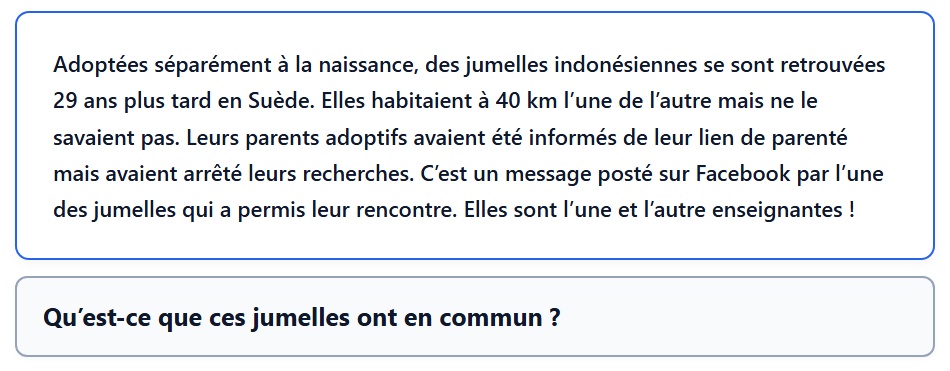 Adoptées séparément à la naissance, des jumelles indonésiennes se sont retrouvées
29 ans plus tard en Suède. Elles habitaient à 40 km l’une de l’autre mais ne le
savaient pas. Leurs parents adoptifs avaient été informés de leur lien de parenté
mais avaient arrêté leurs recherches. C’est un message posté sur Facebook par l’une
des jumelles qui a permis leur rencontre. Elles sont l’une et l’autre enseignantes !
Qu’est-ce que ces jumelles ont en commun ?